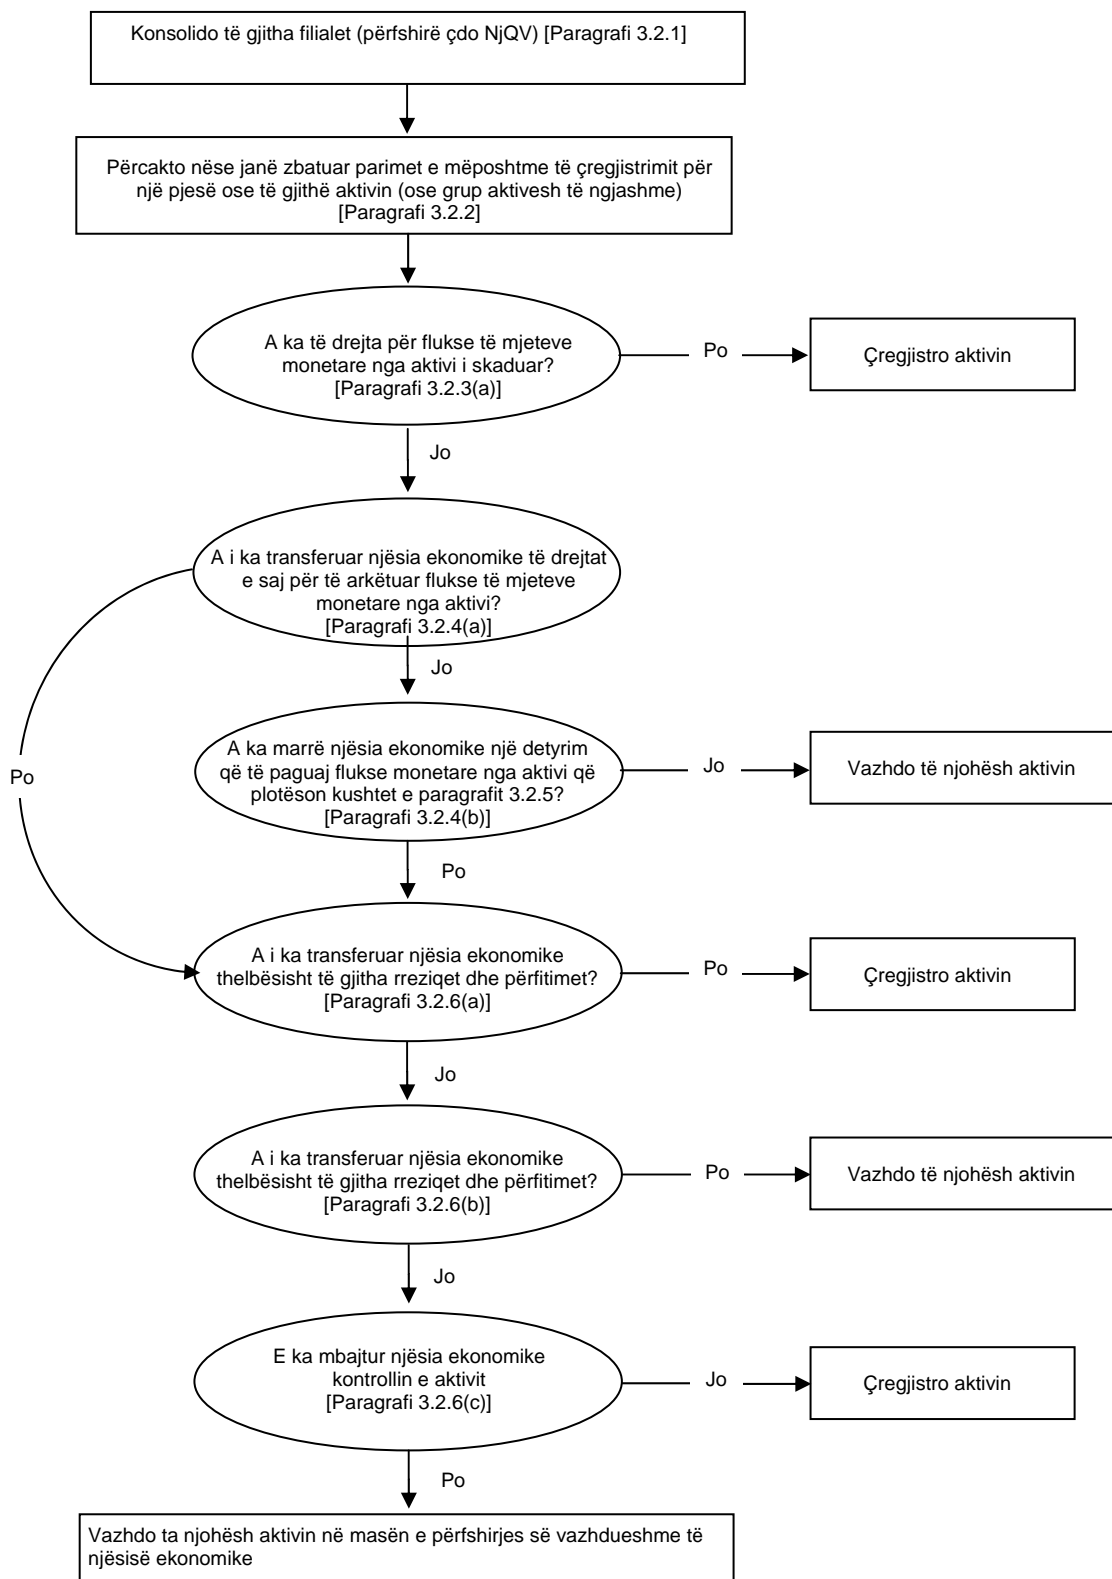 Konsolido të gjitha filialet (përfshirë çdo NjQV) [Paragrafi 3.2.1]
Përcakto nëse janë zbatuar parimet e mëposhtme të çregjistrimit për
një pjesë ose të gjithë aktivin (ose grup aktivesh të ngjashme)
[Paragrafi 3.2.2]
A ka të drejta për flukse të mjeteve
monetare nga aktivi i skaduar?
[Paragrafi 3.2.3(a)]
Po
Çregjistro aktivin
Jo
A i ka transferuar njësia ekonomike të drejtat
e saj për të arkëtuar flukse të mjeteve
monetare nga aktivi?
[Paragrafi 3.2.4(a)]
Po
Jo
A ka marrë njësia ekonomike një detyrim
që të paguaj flukse monetare nga aktivi që
plotëson kushtet e paragrafit 3.2.5?
[Paragrafi 3.2.4(b)]
Jo
Vazhdo të njohësh aktivin
Po
A i ka transferuar njësia ekonomike
thelbësisht të gjitha rreziqet dhe përfitimet?
[Paragrafi 3.2.6(a)]
Po
Çregjistro aktivin
Jo
A i ka transferuar njësia ekonomike
thelbësisht të gjitha rreziqet dhe përfitimet?
[Paragrafi 3.2.6(b)]
Po
Vazhdo të njohësh aktivin
Jo
E ka mbajtur njësia ekonomike
kontrollin e aktivit
[Paragrafi 3.2.6(c)]
Jo
Çregjistro aktivin
Po
Vazhdo ta njohësh aktivin në masën e përfshirjes së vazhdueshme të
njësisë ekonomike